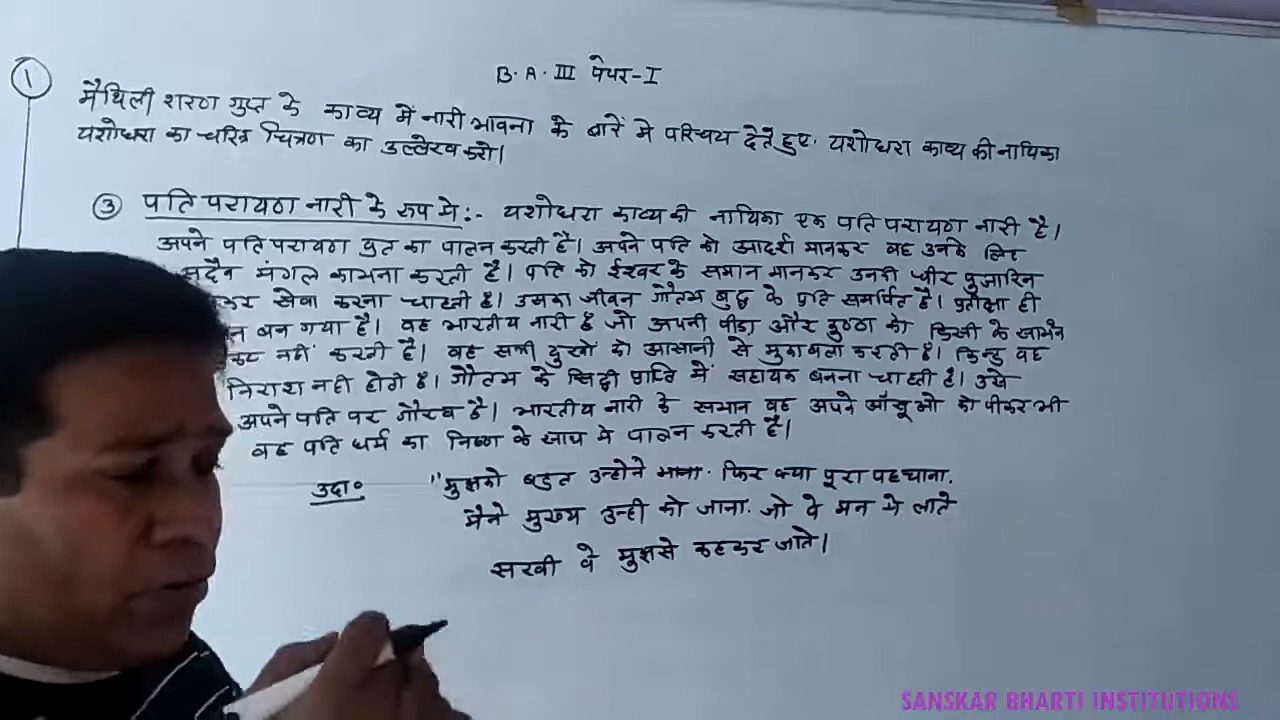 B.A.III पेपर-I
①
मैथिली शरण गुप्त के काव्य में नारी भावना के बारें मे परिचय देते हुए. यशोधरा काव्य की नायिका
यशोधरा का चरित्र चित्रण का उल्लेख करो।
③ पति परायण नारी के रूप मे:- यशोधरा काव्य की नायिका एक पति परायण नारी है।
अपने पति परायण व्रत का पालन करती है। अपने पति को आदर्श मानकर वह उनके लिए
सदैव मंगल कामना करती है। पति को ईश्वर के समान मानकर उनकी पुजारिन
कर सेवा करना चाहती है। उसका जीवन गौतम बुद्ध के प्रति समर्पित है। प्रतीक्षा ही
न बन गया है। वह भारतीय नारी है जो अपनी पीड़ा और कुण्ठा को किसी के सामने
कट नहीं करती है। वह सभी दुखों को आसानी से मुकाबला करती है। किन्तु वह
निराश नही होती है। गौतम के सिद्दी प्राप्ति में सहायक बनना चाहती है। उसे
अपने पति पर गौरव है। भारतीय नारी के समान वह अपने आँसूओ को पीकर भी
वह पति धर्म का निष्ठा के साथ मे पालन करती है।
उदा॰ "मुझको बहुत उन्होने माना. फिर क्या पूरा पहचाना.
मैने मुख्य उन्ही को जाना. जो वे मन मे लाते
सखी वे मुझसे कहकर जाते।
SANSKAR BHARTI INSTITUTIONS